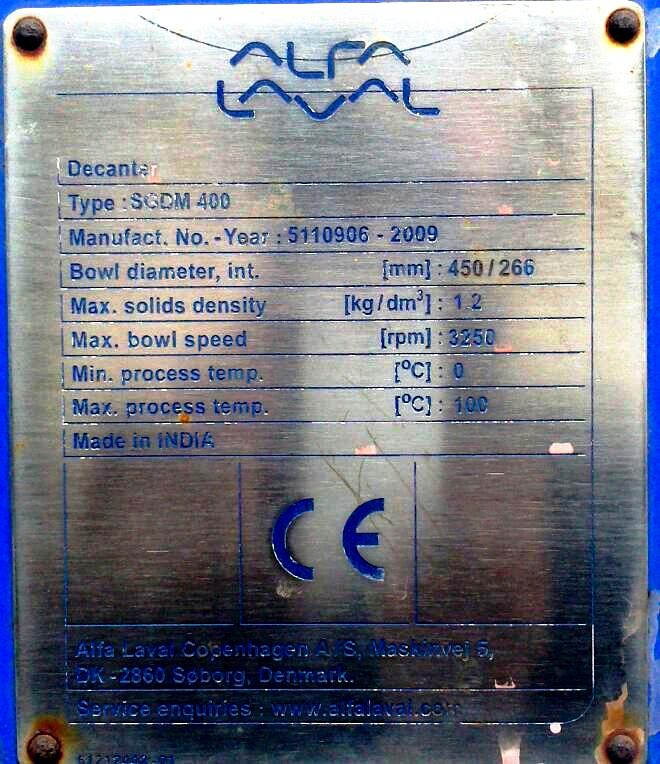 ALFA
LAVAL
Decanter
Type : SGDM 400
Manufact. No. - Year : 5110906 - 2009
Bowl diameter, int. [mm] : 450 / 266
Max. solids density [kg/dm³] : 1.2
Max. bowl speed [rpm] : 3250
Min. process temp. [°C] : 0
Max. process temp. [°C] : 100
Made in INDIA
CE
Alfa Laval Copenhagen A/S, Maskinvej 5,
DK - 2860 Søborg, Denmark.
Service enquiries : www.alfalaval.com